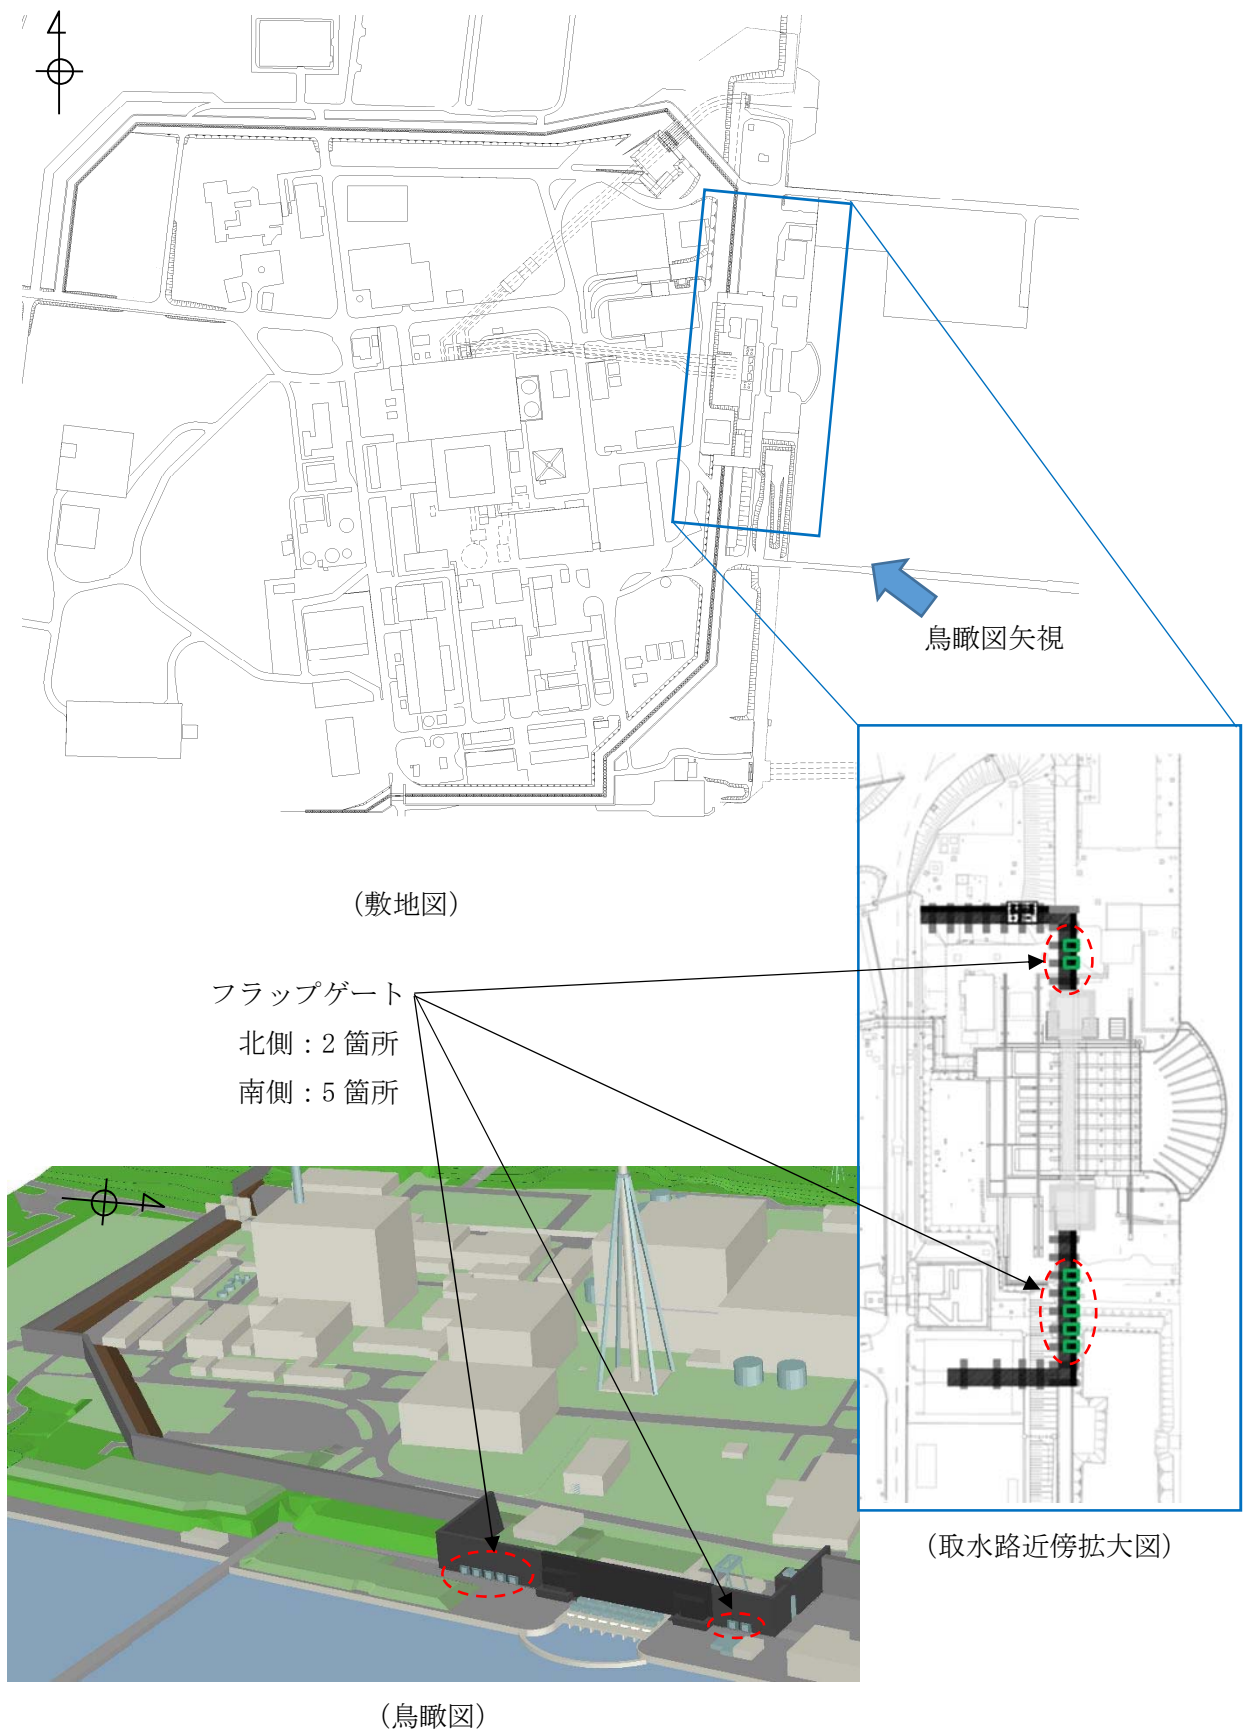 鳥瞰図矢視
(敷地図)
フラップゲート
北側：2 箇所
南側：5 箇所
(取水路近傍拡大図)
(鳥瞰図)